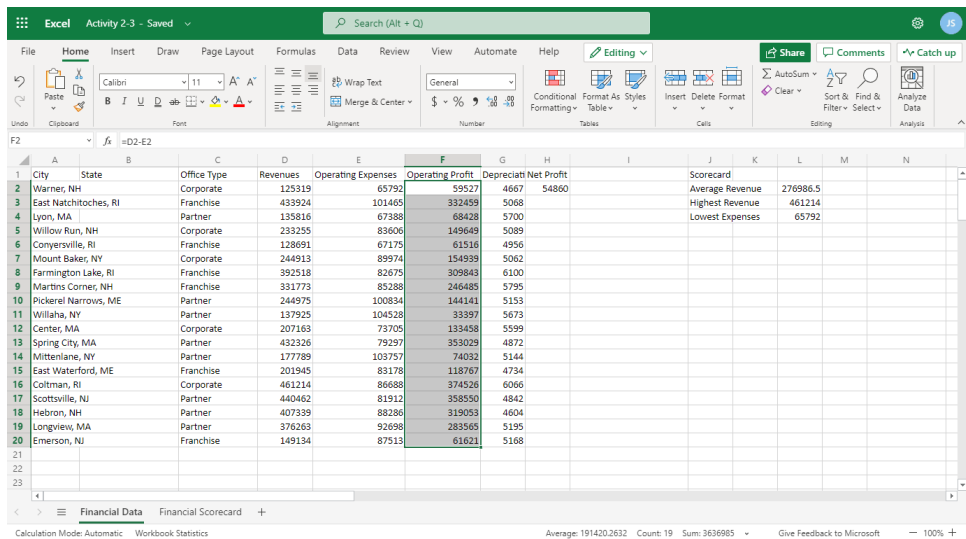 Excel Activity 2-3 - Saved Search (Alt + Q) JS
File Home Insert Draw Page Layout Formulas Data Review View Automate Help Editing Share Comments Catch up
Paste Calibri 11 A A Wrap Text General Conditional Formatting Format As Table Styles Insert Delete Format AutoSum Sort & Filter Find & Select Analyze Data
B I U D ab A Merge & Center $ % 9 Clear
Undo Clipboard Font Alignment Number Tables Cells Editing Analysis
F2 fx =D2-E2
A B C D E F G H I J K L M N
1 City State Office Type Revenues Operating Expenses Operating Profit Depreciati Net Profit Scorecard
2 Warner, NH Corporate 125319 65792 59527 4667 54860 Average Revenue 276986.5
3 East Natchitoches, RI Franchise 433924 101465 332459 5068 Highest Revenue 461214
4 Lyon, MA Partner 135816 67388 68428 5700 Lowest Expenses 65792
5 Willow Run, NH Corporate 233255 83606 149649 5089
6 Conyersville, RI Franchise 128691 67175 61516 4956
7 Mount Baker, NY Corporate 244913 89974 154939 5062
8 Farmington Lake, RI Franchise 392518 82675 309843 6100
9 Martins Corner, NH Franchise 331773 85288 246485 5795
10 Pickerel Narrows, ME Partner 244975 100834 144141 5153
11 Willaha, NY Partner 137925 104528 33397 5673
12 Center, MA Corporate 207163 73705 133458 5599
13 Spring City, MA Partner 432326 79297 353029 4872
14 Mittenlane, NY Partner 177789 103757 74032 5144
15 East Waterford, ME Franchise 201945 83178 118767 4734
16 Coltman, RI Corporate 461214 86688 374526 6066
17 Scottsville, NJ Partner 440462 81912 358550 4842
18 Hebron, NH Partner 407339 88286 319053 4604
19 Longview, MA Partner 376263 92698 283565 5195
20 Emerson, NJ Franchise 149134 87513 61621 5168
21
22
23
Financial Data Financial Scorecard +
Calculation Mode: Automatic Workbook Statistics Average: 191420.2632 Count: 19 Sum: 3636985 Give Feedback to Microsoft - 100% +